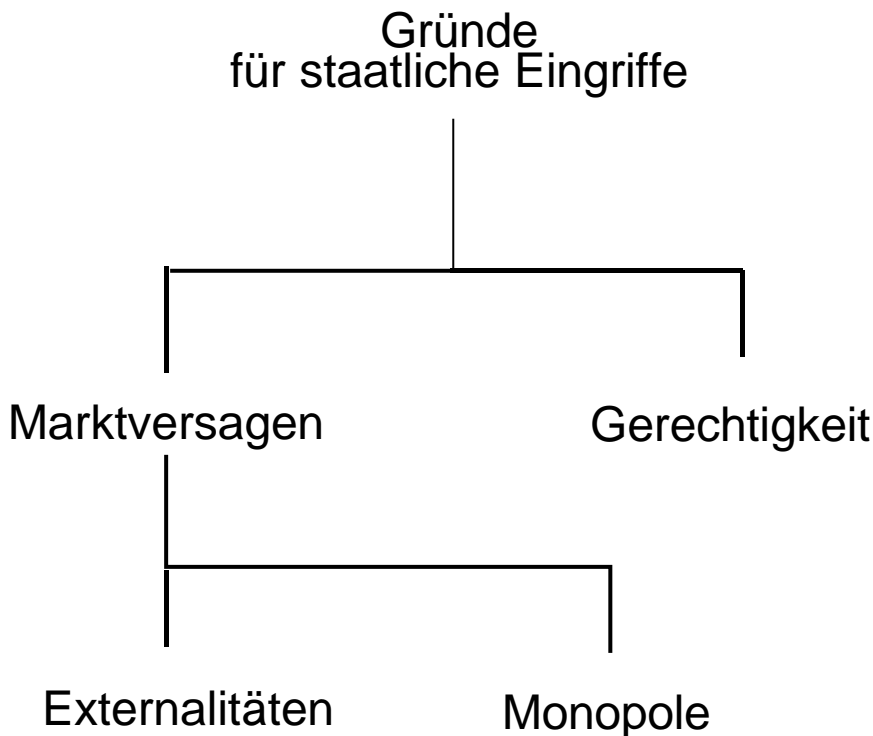 Gründe
für staatliche Eingriffe
Marktversagen
Gerechtigkeit
Externalitäten
Monopole